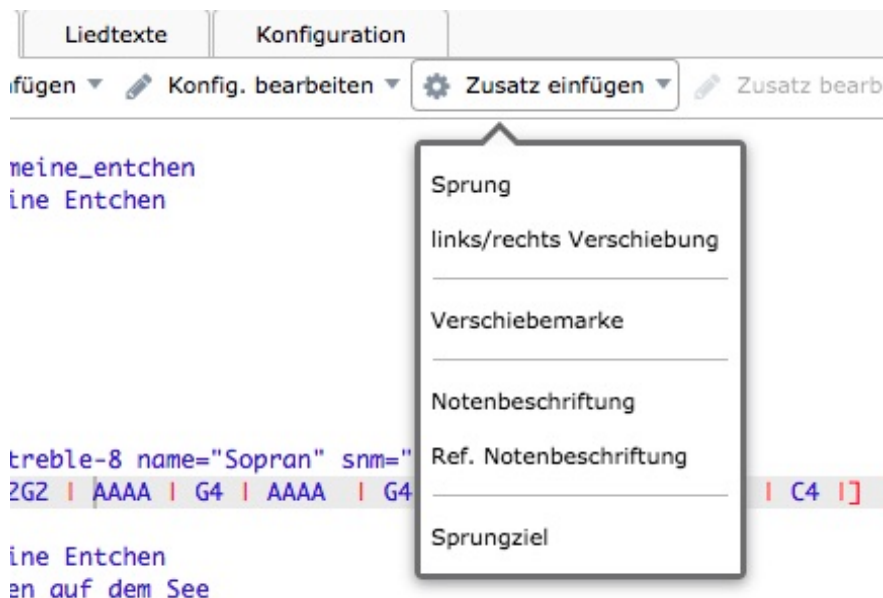 Liedtexte Konfiguration
fügen Konfig. bearbeiten Zusatz einfügen Zusatz bearb
meine_entchen
ine Entchen
Sprung
links/rechts Verschiebung
Verschiebemarke
Notenbeschriftung
Ref. Notenbeschriftung
Sprungziel
treble-8 name="Sopran" snm="
2G2 | AAAA | G4 | AAAA | G4 | C4 |]
ine Entchen
en auf dem See